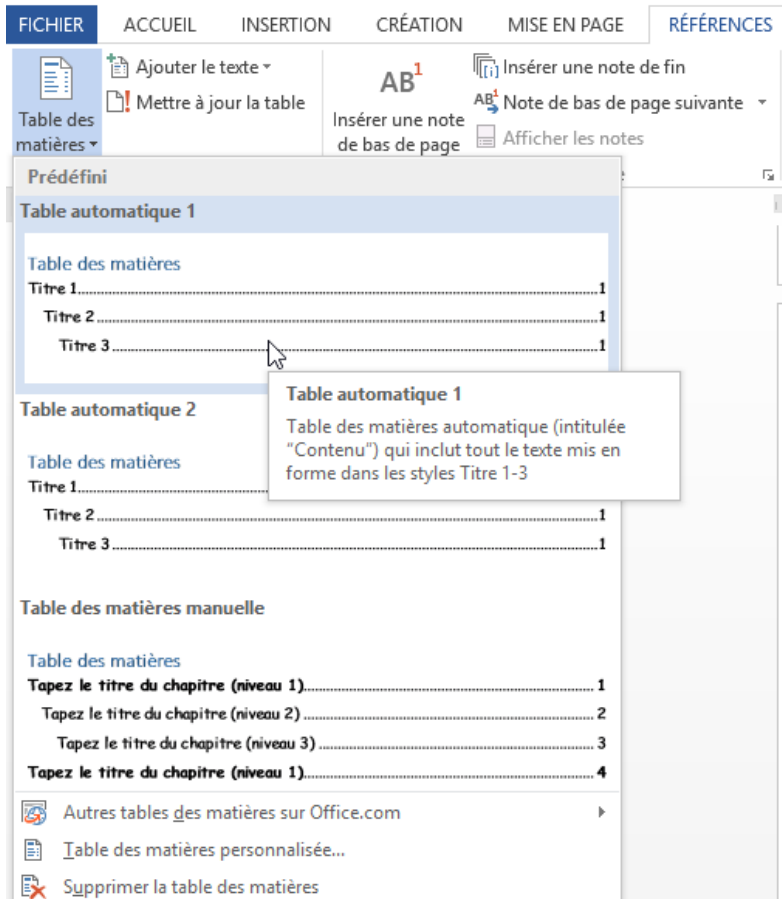 FICHIER ACCUEIL INSERTION CRÉATION MISE EN PAGE RÉFÉRENCES
Table des
matières
Ajouter le texte
Mettre à jour la table
AB1
Insérer une note
de bas de page
[i] Insérer une note de fin
AB1 Note de bas de page suivante
Afficher les notes
Prédéfini
Table automatique 1
Table des matières
Titre 1........1
Titre 2........1
Titre 3........1
Table automatique 1
Table des matières automatique (intitulée
"Contenu") qui inclut tout le texte mis en
forme dans les styles Titre 1-3
Table automatique 2
Table des matières
Titre 1........
Titre 2........1
Titre 3........1
Table des matières manuelle
Table des matières
Tapez le titre du chapitre (niveau 1)........ 1
Tapez le titre du chapitre (niveau 2) ........ 2
Tapez le titre du chapitre (niveau 3) ........ 3
Tapez le titre du chapitre (niveau 1)........ 4
Autres tables des matières sur Office.com
Table des matières personnalisée...
Supprimer la table des matières